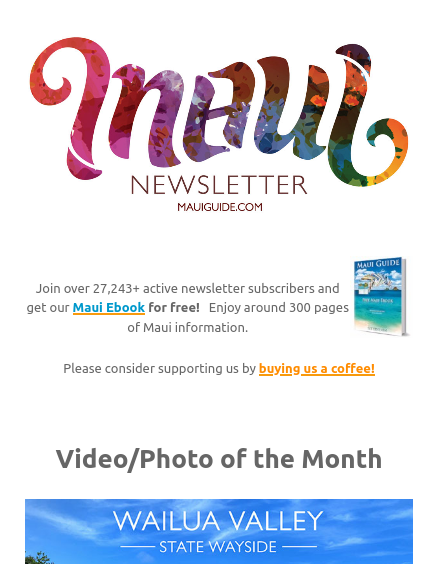 maui
NEWSLETTER
MAUIGUIDE.COM
Join over 27,243+ active newsletter subscribers and
get our Maui Ebook for free! Enjoy around 300 pages
of Maui information.
MAUI GUIDE
Please consider supporting us by buying us a coffee!
Video/Photo of the Month
WAILUA VALLEY
STATE WAYSIDE